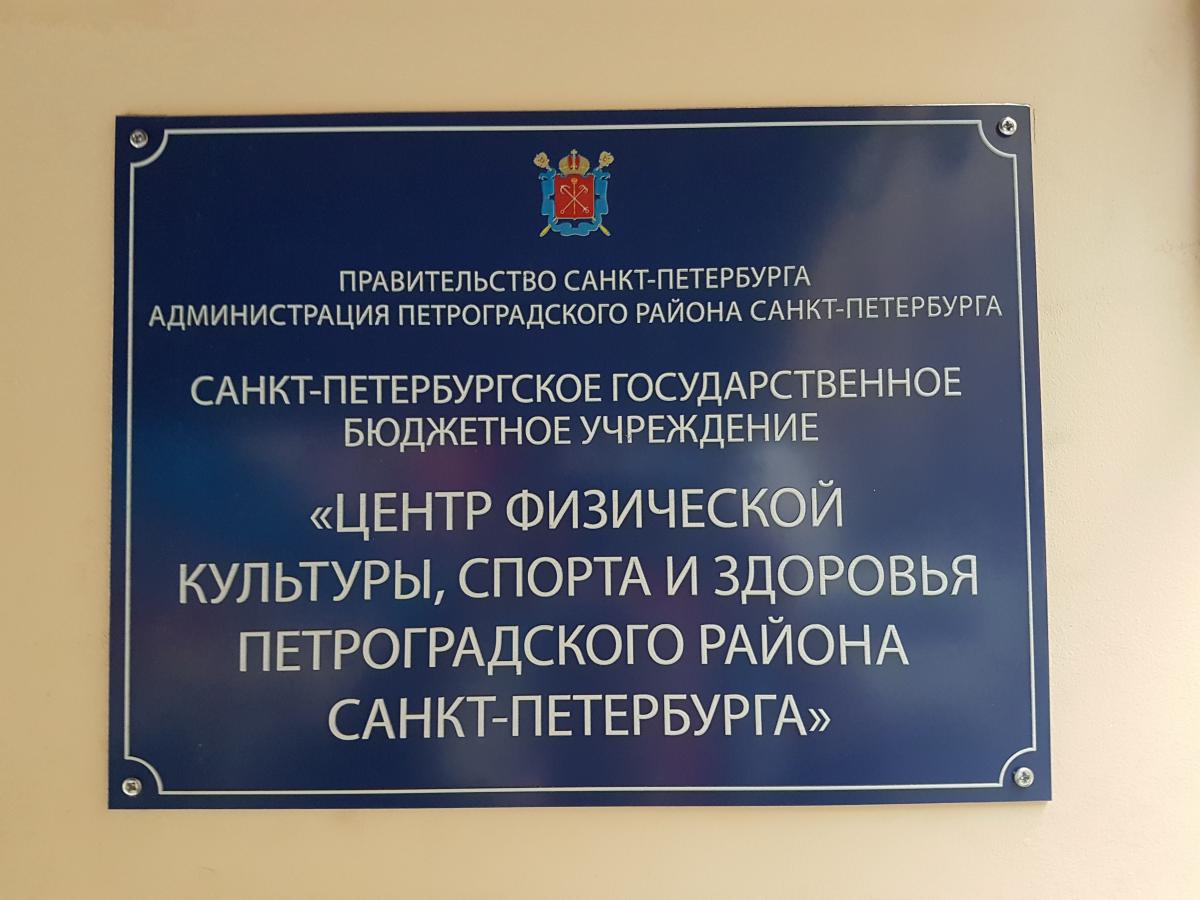 ПРАВИТЕЛЬСТВО САНКТ-ПЕТЕРБУРГА
АДМИНИСТРАЦИЯ ПЕТРОГРАДСКОГО РАЙОНА САНКТ-ПЕТЕРБУРГА
САНКТ-ПЕТЕРБУРГСКОЕ ГОСУДАРСТВЕННОЕ
БЮДЖЕТНОЕ УЧРЕЖДЕНИЕ
«ЦЕНТР ФИЗИЧЕСКОЙ
КУЛЬТУРЫ, СПОРТА И ЗДОРОВЬЯ
ПЕТРОГРАДСКОГО РАЙОНА
САНКТ-ПЕТЕРБУРГА»